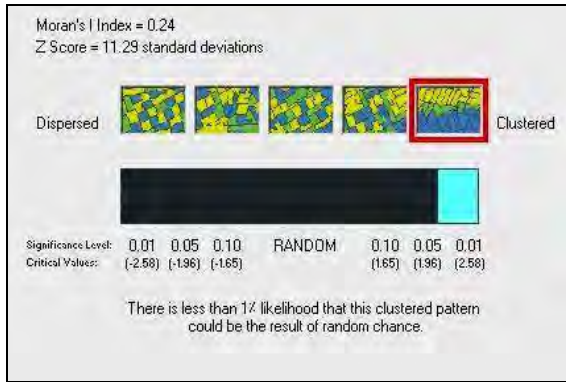 Moran's I Index = 0.24
Z Score = 11.29 standard deviations
Dispersed Clustered
Significance Level: 0.01 0.05 0.10 RANDOM 0.10 0.05 0.01
Critical Values: (-2.58) (-1.96) (-1.65) (1.65) (1.96) (2.58)
There is less than 1% likelihood that this clustered pattern
could be the result of random chance.